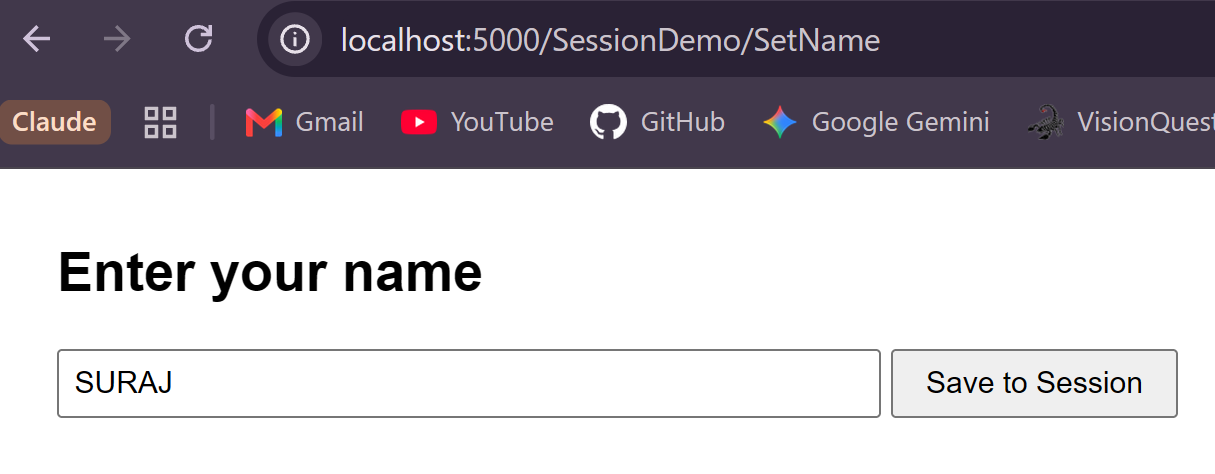 localhost:5000/SessionDemo/SetName
Claude Gmail YouTube GitHub Google Gemini VisionQuest
Enter your name
SURAJ Save to Session